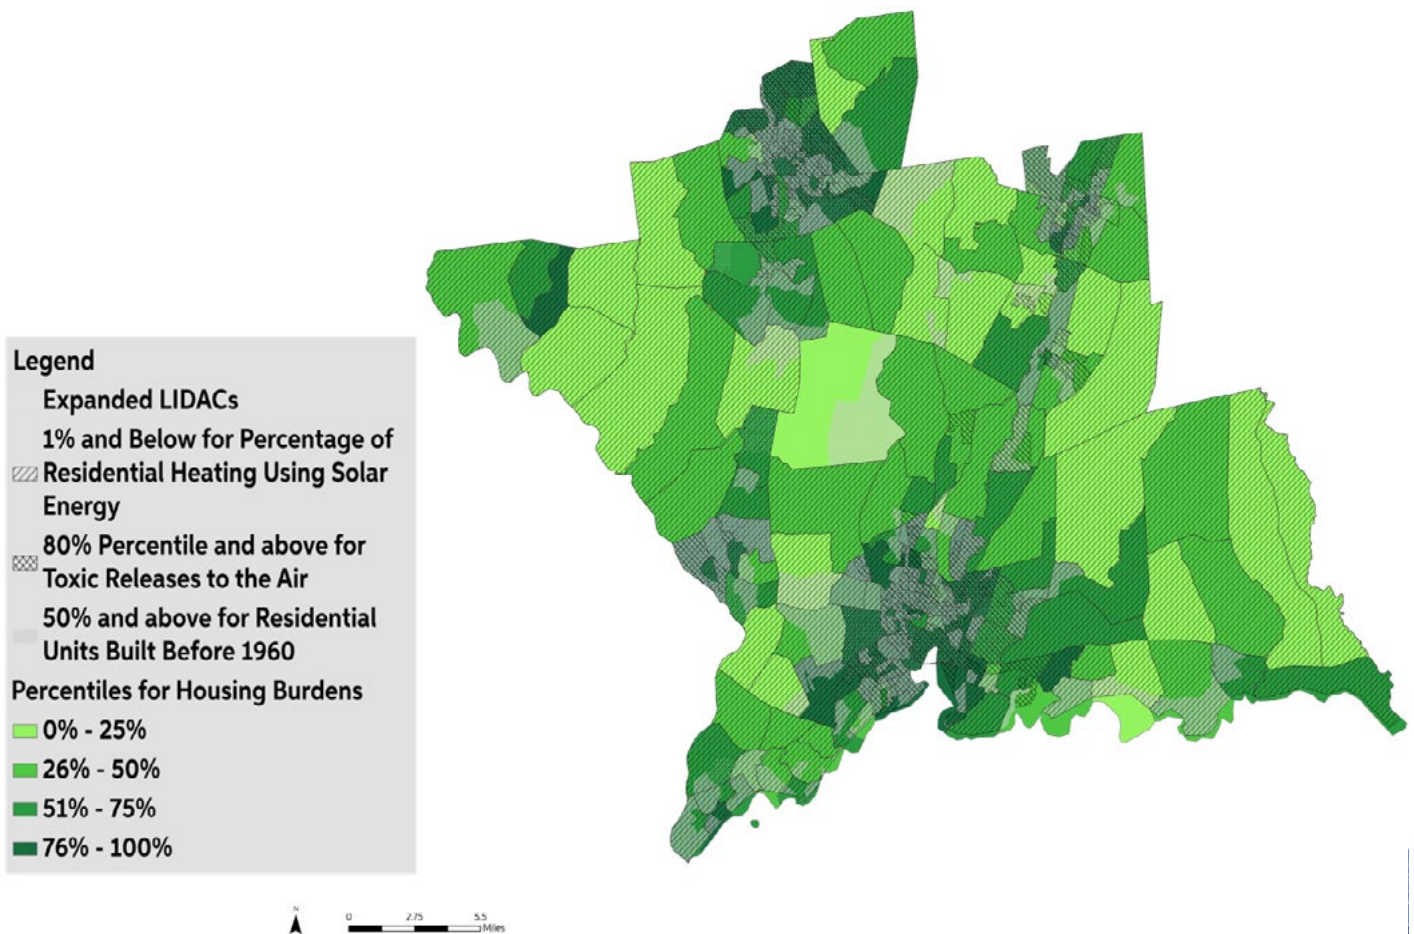 Legend
Expanded LIDACs
1% and Below for Percentage of
Residential Heating Using Solar
Energy
80% Percentile and above for
Toxic Releases to the Air
50% and above for Residential
Units Built Before 1960
Percentiles for Housing Burdens
0% - 25%
26% - 50%
51% - 75%
76% - 100%
N
0 2.75 5.5
Miles